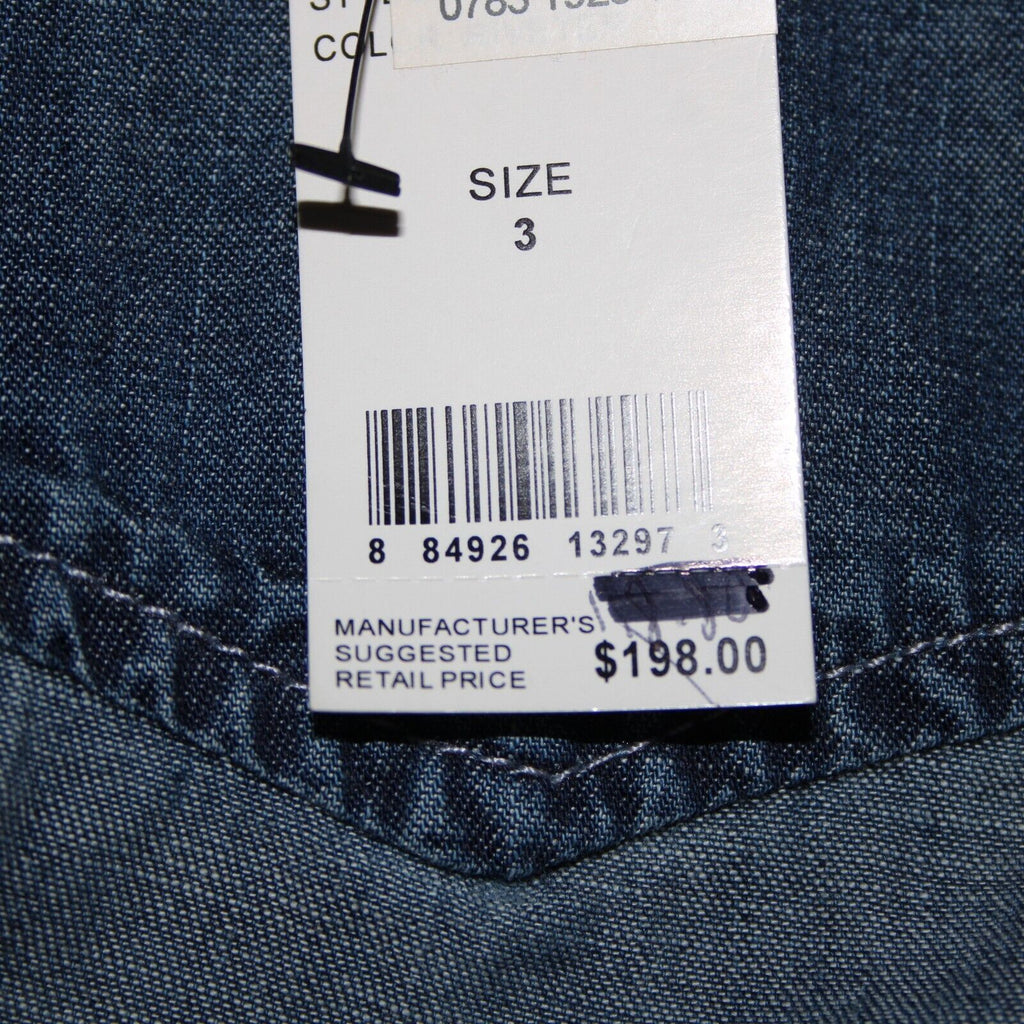 SIZE
3
8 84926 13297 3
MANUFACTURER'S
SUGGESTED
RETAIL PRICE
$198.00